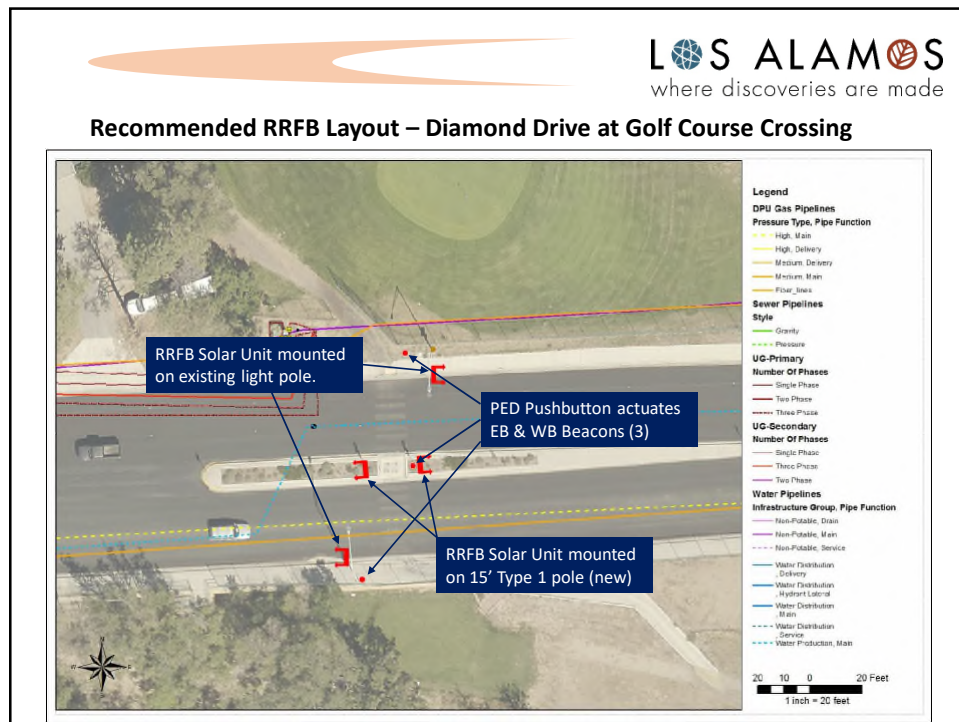 LOS ALAMOS
where discoveries are made
Recommended RRFB Layout – Diamond Drive at Golf Course Crossing
RRFB Solar Unit mounted
on existing light pole.
PED Pushbutton actuates
EB & WB Beacons (3)
RRFB Solar Unit mounted
on 15’ Type 1 pole (new)
N
W
E
S
Legend
DPU Gas Pipelines
Pressure Type, Pipe Function
High, Main
High, Delivery
Medium, Delivery
Medium, Main
Fiber_lines
Sewer Pipelines
Style
Gravity
Pressure
UG-Primary
Number Of Phases
Single Phase
Two Phase
Three Phase
UG-Secondary
Number Of Phases
Single Phase
Three Phase
Two Phase
Water Pipelines
Infrastructure Group, Pipe Function
Non-Potable, Drain
Non-Potable, Main
Non-Potable, Service
Water Distribution
, Delivery
Water Distribution
, Hydrant Lateral
Water Distribution
, Main
Water Distribution
, Service
Water Production, Main
20 10 0 20 Feet
1 inch = 20 feet